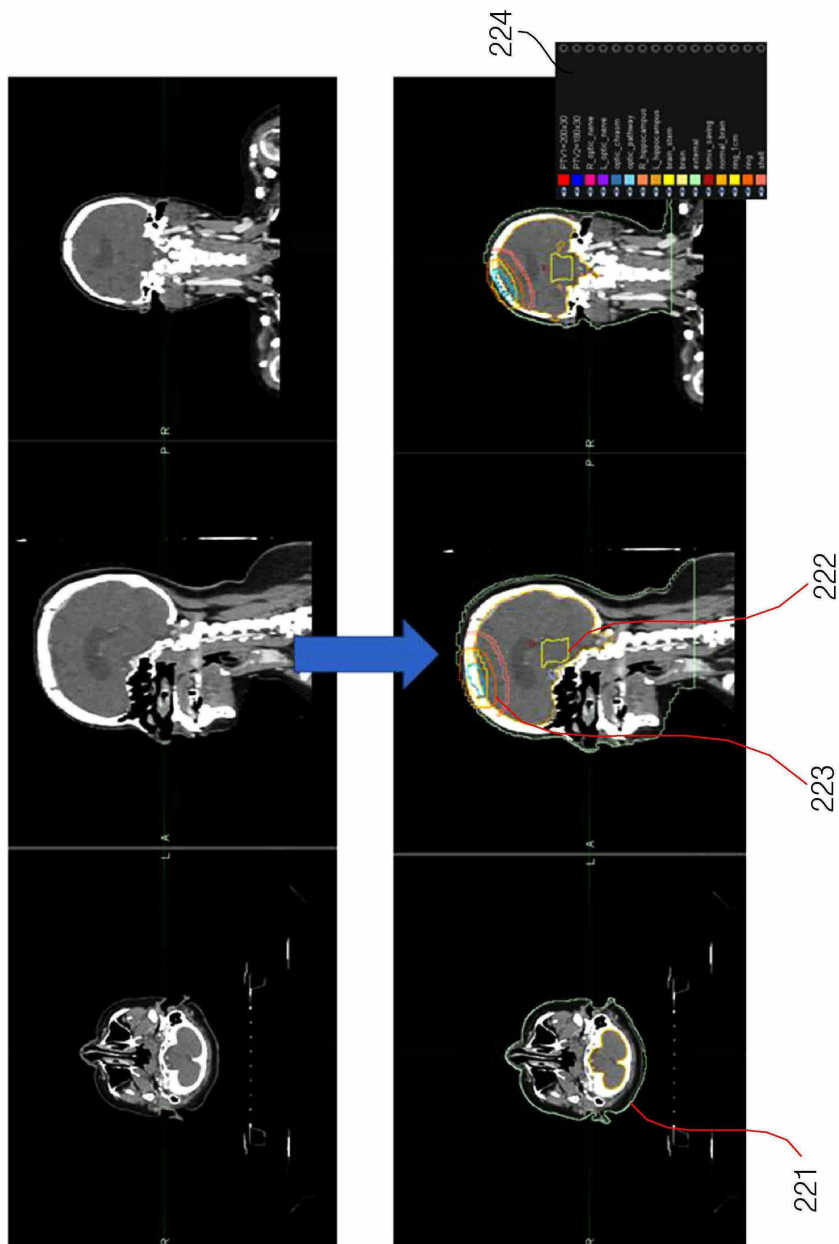 224
PTV1=200x30
PTV2=180x30
R_optic_nerve
L_optic_nerve
optic_chiasm
optic_pathway
R_hippocampus
L_hippocampus
brain_stem
brain
external
fornix_saving
normal_brain
ring_1cm
ring
shell
P R
P R
L A
L A
R
R
222
223
221